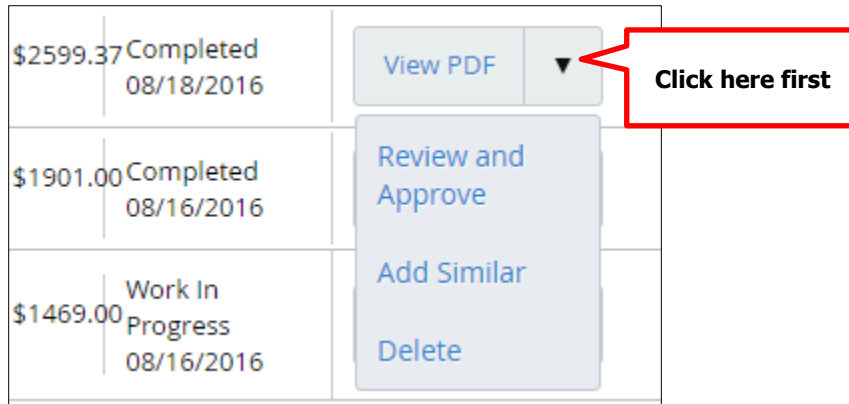 $2599.37 Completed
08/18/2016
View PDF ▼
Click here first
$1901.00 Completed
08/16/2016
Review and
Approve
Add Similar
Delete
$1469.00 Work In
Progress
08/16/2016